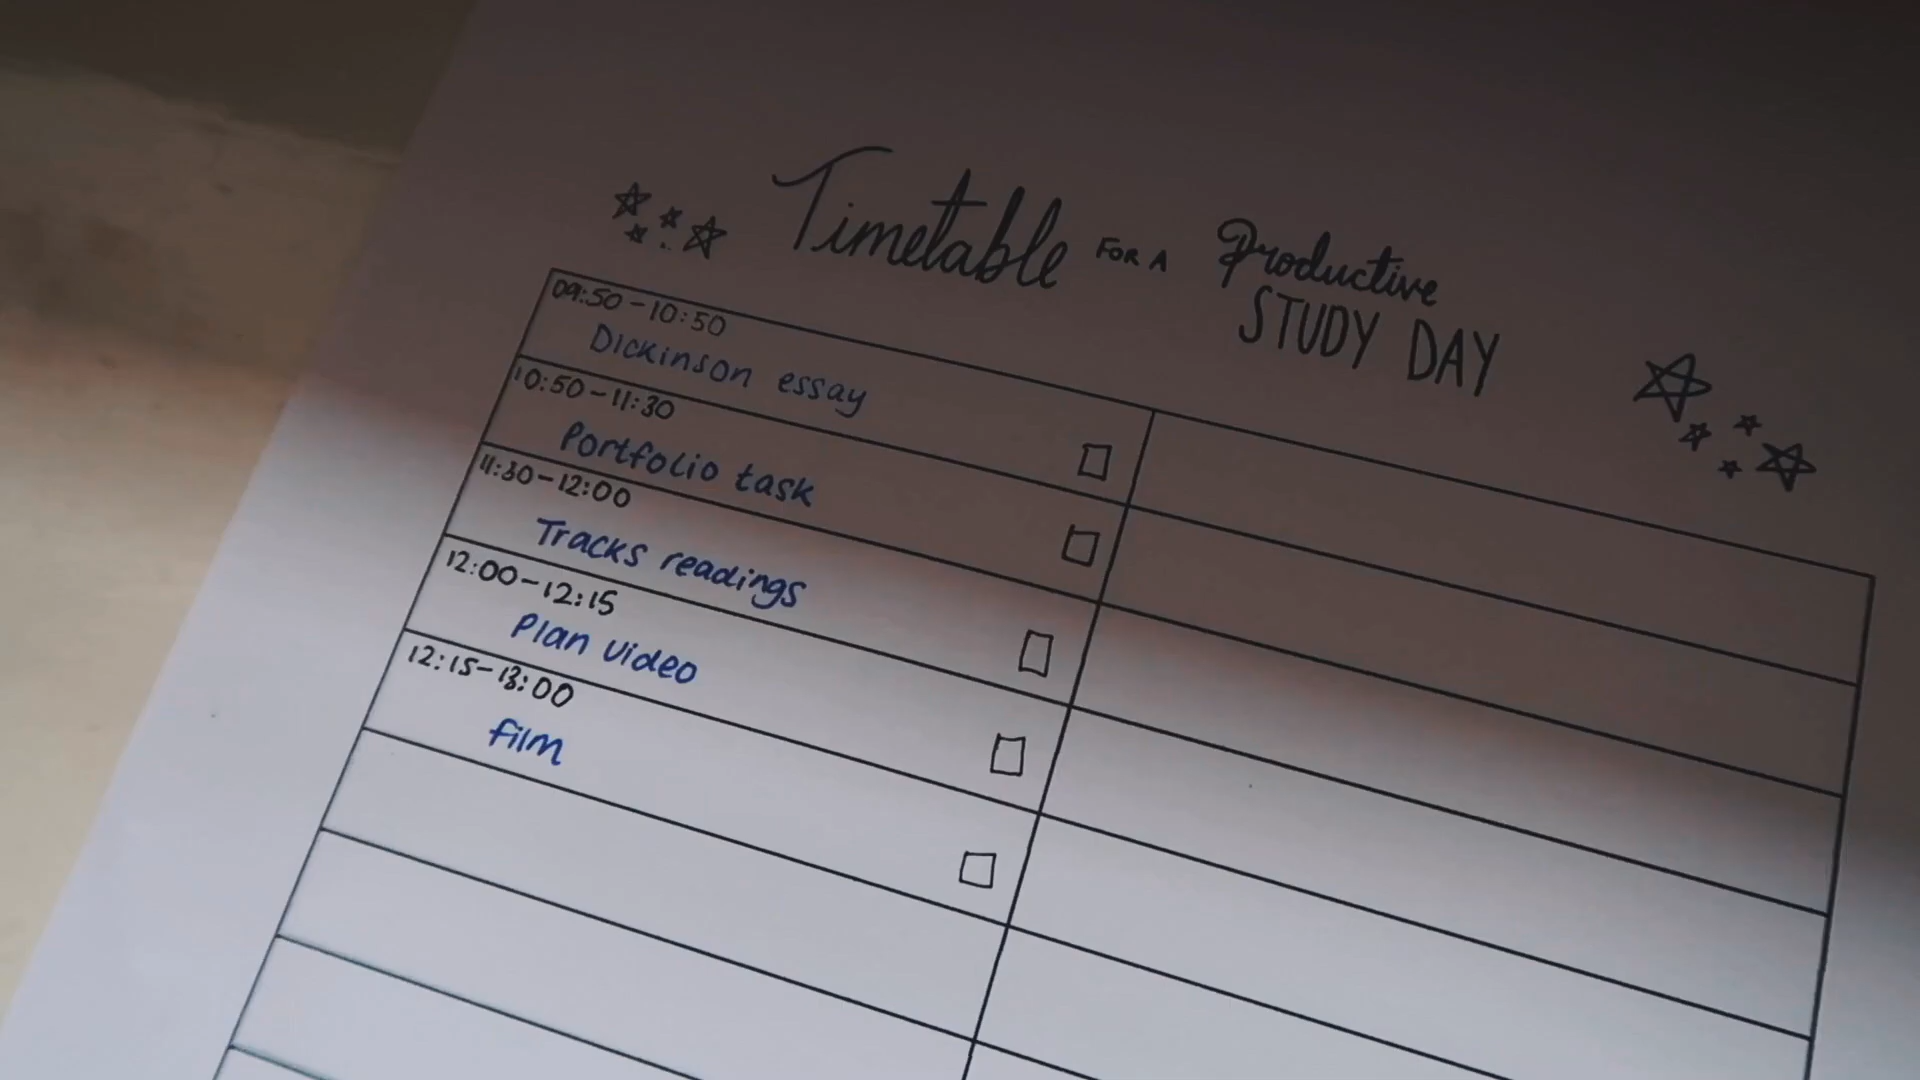 Timetable FOR A Productive
STUDY DAY
09:50-10:50
Dickinson essay
10:50-11:30
Portfolio task
11:30-12:00
Tracks readings
12:00-12:15
Plan video
12:15-13:00
film